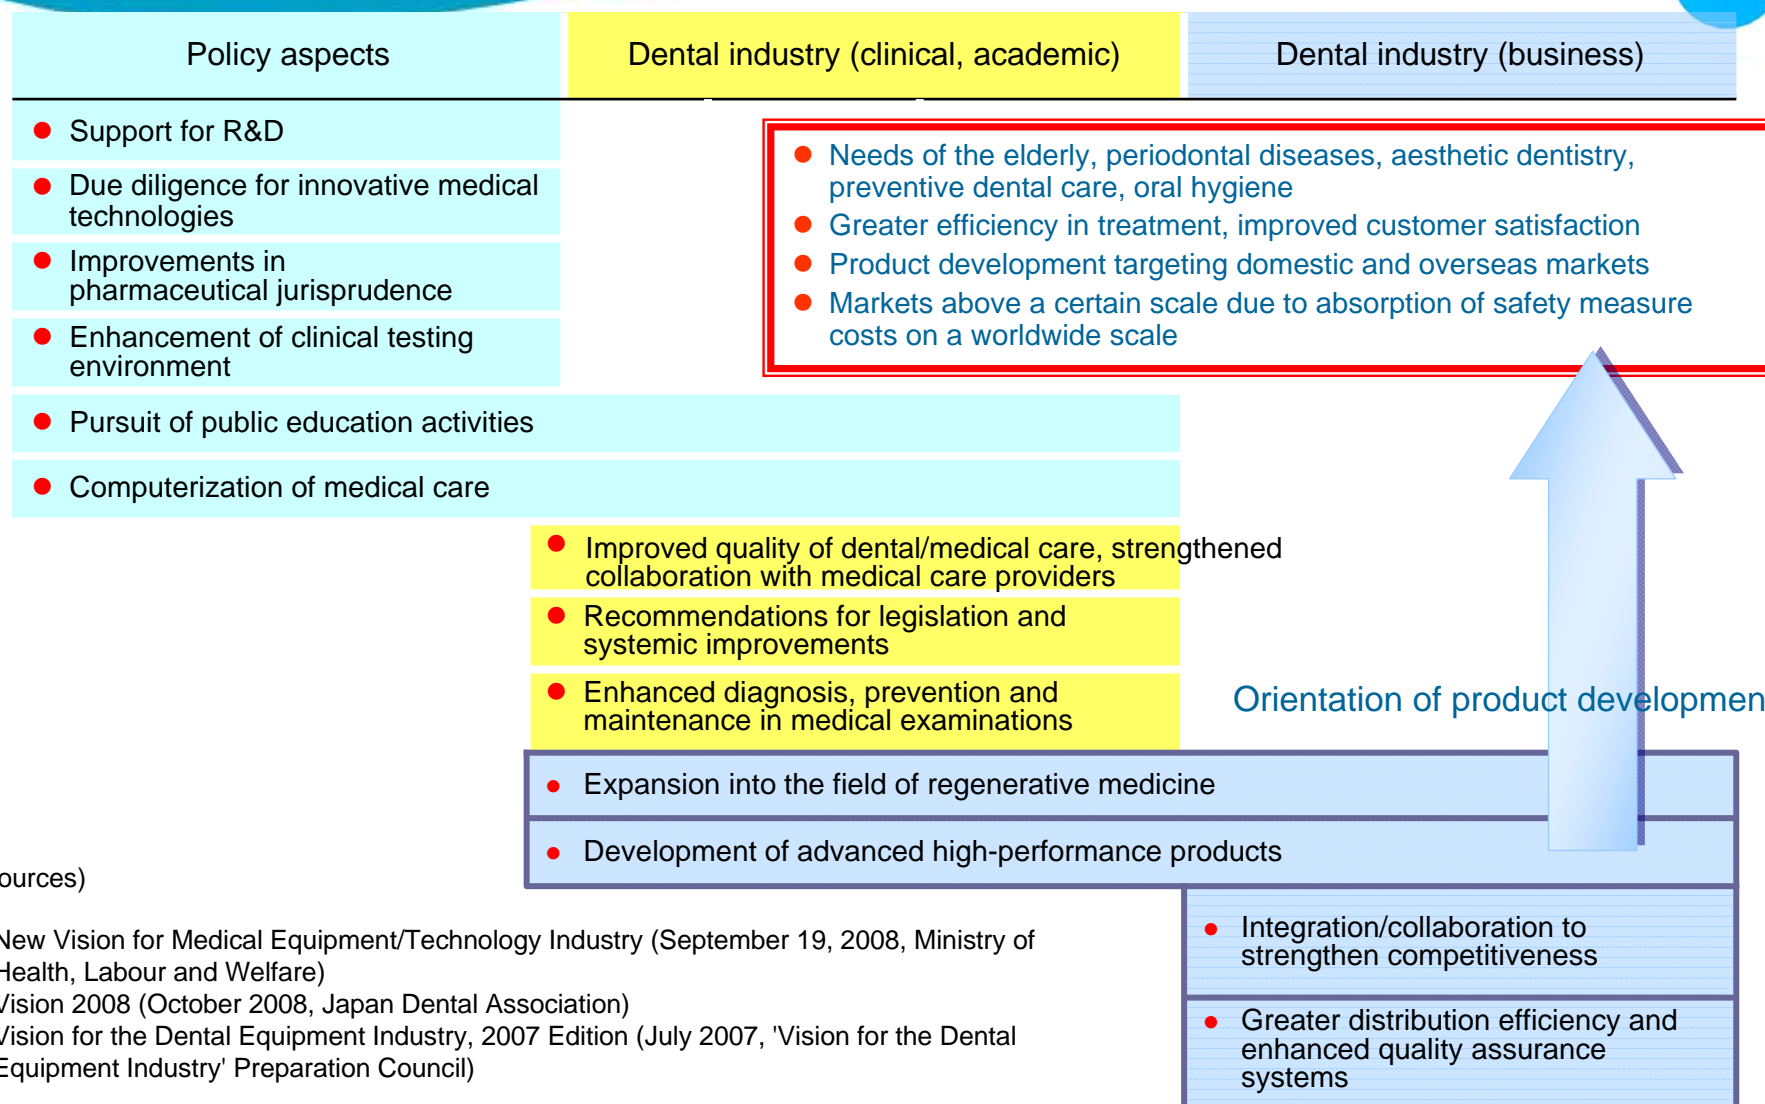 Policy aspects
Dental industry (clinical, academic)
Dental industry (business)
Support for R&D
Due diligence for innovative medical
technologies
Improvements in
pharmaceutical jurisprudence
Enhancement of clinical testing
environment
Needs of the elderly, periodontal diseases, aesthetic dentistry,
preventive dental care, oral hygiene
Greater efficiency in treatment, improved customer satisfaction
Product development targeting domestic and overseas markets
Markets above a certain scale due to absorption of safety measure
costs on a worldwide scale
Pursuit of public education activities
Computerization of medical care
Improved quality of dental/medical care, strengthened
collaboration with medical care providers
Recommendations for legislation and
systemic improvements
Enhanced diagnosis, prevention and
maintenance in medical examinations
Orientation of product developmen
Expansion into the field of regenerative medicine
Development of advanced high-performance products
Integration/collaboration to
strengthen competitiveness
Greater distribution efficiency and
enhanced quality assurance
systems
ources)
New Vision for Medical Equipment/Technology Industry (September 19, 2008, Ministry of
Health, Labour and Welfare)
Vision 2008 (October 2008, Japan Dental Association)
Vision for the Dental Equipment Industry, 2007 Edition (July 2007, 'Vision for the Dental
Equipment Industry' Preparation Council)